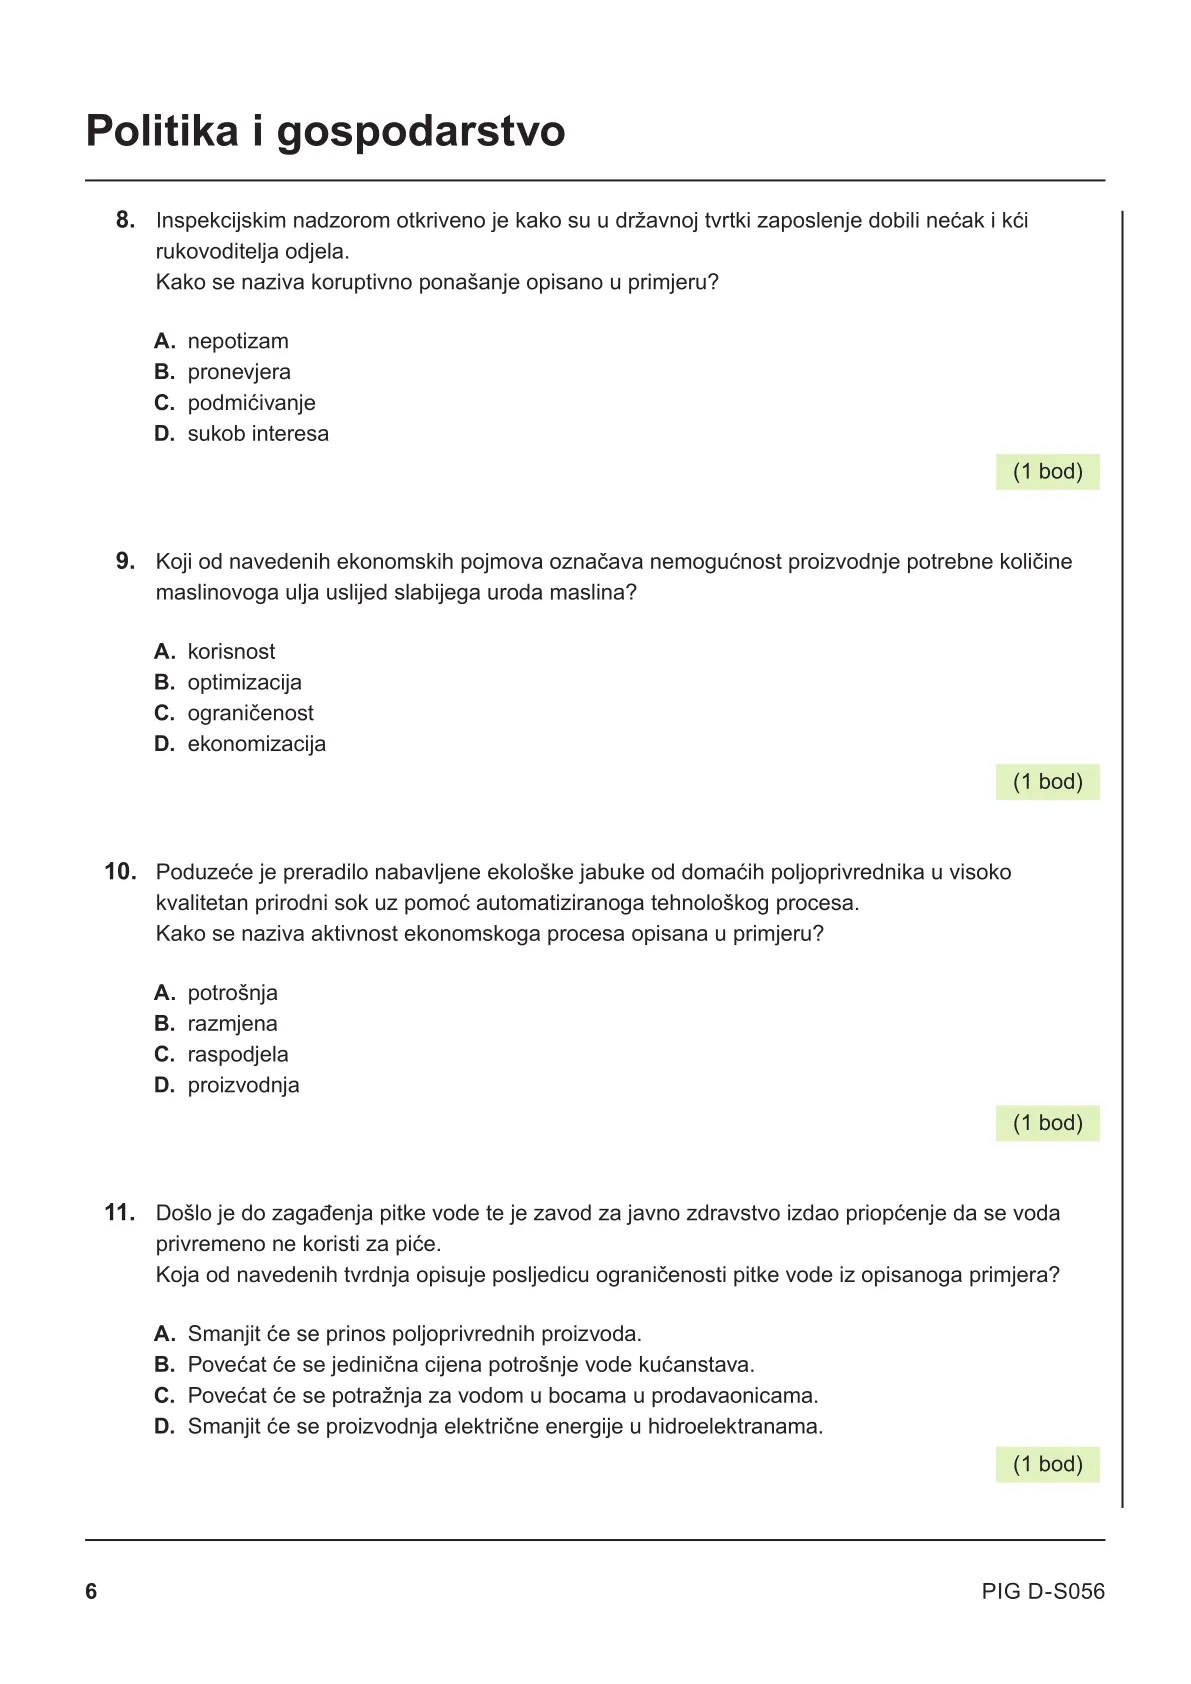 Politika i gospodarstvo
8. Inspekcijskim nadzorom otkriveno je kako su u državnoj tvrtki zaposlenje dobili nećak i kći
rukovoditelja odjela.
Kako se naziva koruptivno ponašanje opisano u primjeru?
A. nepotizam
B. pronevjera
C. podmićivanje
D. sukob interesa
(1 bod)
9. Koji od navedenih ekonomskih pojmova označava nemogućnost proizvodnje potrebne količine
maslinovoga ulja uslijed slabijega uroda maslina?
A. korisnost
B. optimizacija
C. ograničenost
D. ekonomizacija
(1 bod)
10. Poduzeće je preradilo nabavljene ekološke jabuke od domaćih poljoprivrednika u visoko
kvalitetan prirodni sok uz pomoć automatiziranoga tehnološkog procesa.
Kako se naziva aktivnost ekonomskoga procesa opisana u primjeru?
A. potrošnja
B. razmjena
C. raspodjela
D. proizvodnja
(1 bod)
11. Došlo je do zagađenja pitke vode te je zavod za javno zdravstvo izdao priopćenje da se voda
privremeno ne koristi za piće.
Koja od navedenih tvrdnja opisuje posljedicu ograničenosti pitke vode iz opisanoga primjera?
A. Smanjit će se prinos poljoprivrednih proizvoda.
B. Povećat će se jedinična cijena potrošnje vode kućanstava.
C. Povećat će se potražnja za vodom u bocama u prodavaonicama.
D. Smanjit će se proizvodnja električne energije u hidroelektranama.
(1 bod)
6
PIG D-S056